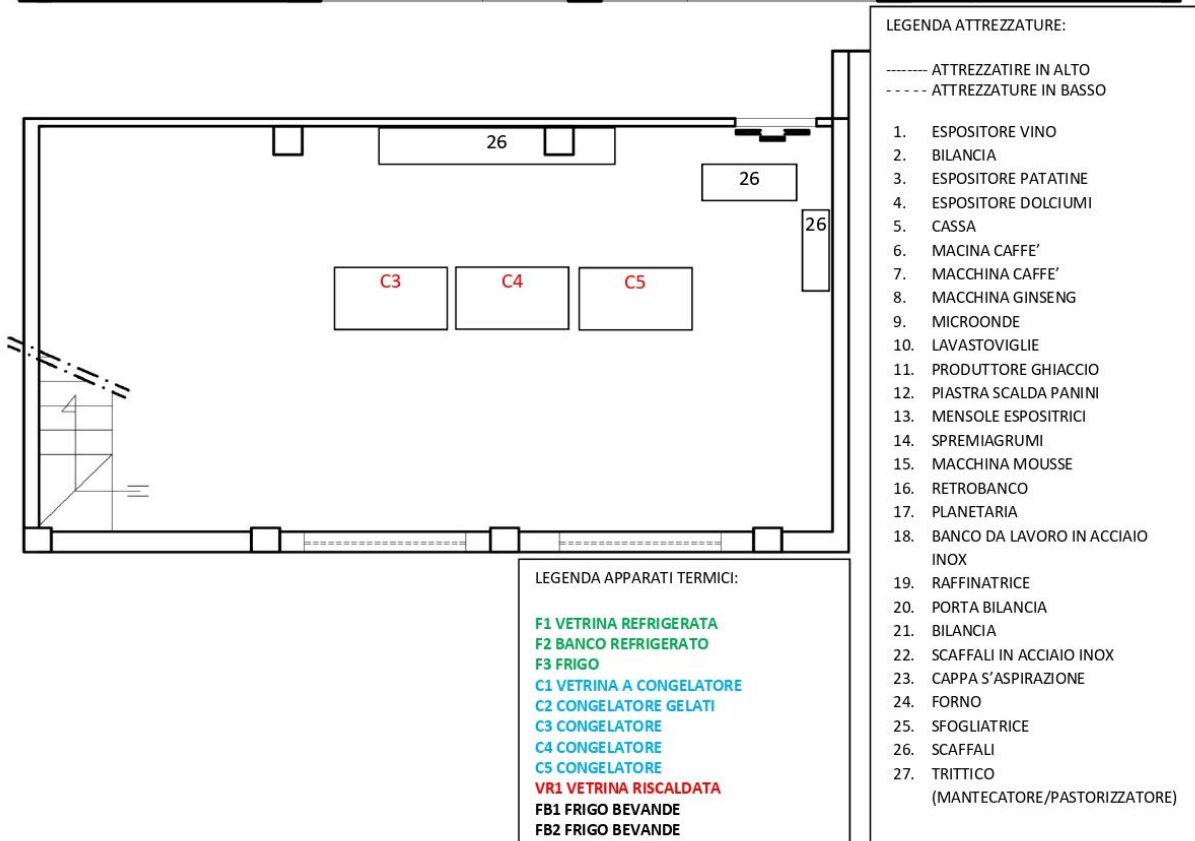 26
26
26
C3
C4
C5
LEGENDA ATTREZZATURE:
-------- ATTREZZATIRE IN ALTO
- - - - - ATTREZZATURE IN BASSO
1. ESPOSITORE VINO
2. BILANCIA
3. ESPOSITORE PATATINE
4. ESPOSITORE DOLCIUMI
5. CASSA
6. MACINA CAFFE’
7. MACCHINA CAFFE’
8. MACCHINA GINSENG
9. MICROONDE
10. LAVASTOVIGLIE
11. PRODUTTORE GHIACCIO
12. PIASTRA SCALDA PANINI
13. MENSOLE ESPOSITRICI
14. SPREMIAGRUMI
15. MACCHINA MOUSSE
16. RETROBANCO
17. PLANETARIA
18. BANCO DA LAVORO IN ACCIAIO
INOX
19. RAFFINATRICE
20. PORTA BILANCIA
21. BILANCIA
22. SCAFFALI IN ACCIAIO INOX
23. CAPPA S’ASPIRAZIONE
24. FORNO
25. SFOGLIATRICE
26. SCAFFALI
27. TRITTICO
(MANTECATORE/PASTORIZZATORE)
LEGENDA APPARATI TERMICI:
F1 VETRINA REFRIGERATA
F2 BANCO REFRIGERATO
F3 FRIGO
C1 VETRINA A CONGELATORE
C2 CONGELATORE GELATI
C3 CONGELATORE
C4 CONGELATORE
C5 CONGELATORE
VR1 VETRINA RISCALDATA
FB1 FRIGO BEVANDE
FB2 FRIGO BEVANDE